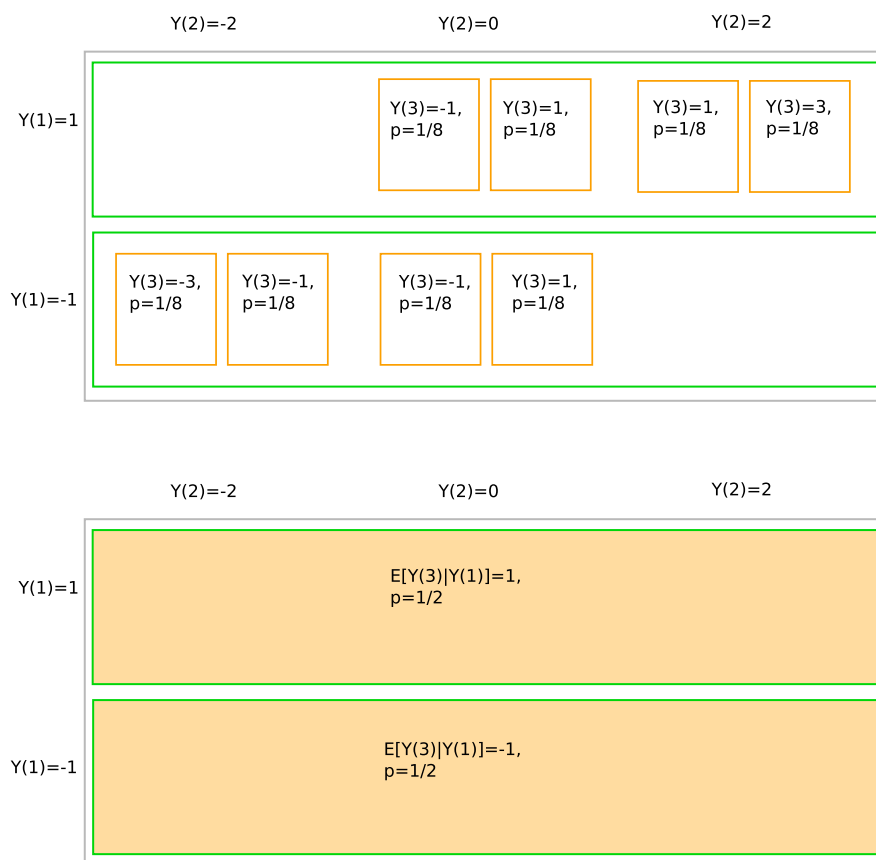 Y(2)=-2 Y(2)=0 Y(2)=2
Y(1)=1
Y(3)=-1,
p=1/8
Y(3)=1,
p=1/8
Y(3)=1,
p=1/8
Y(3)=3,
p=1/8
Y(1)=-1
Y(3)=-3,
p=1/8
Y(3)=-1,
p=1/8
Y(3)=-1,
p=1/8
Y(3)=1,
p=1/8
Y(2)=-2 Y(2)=0 Y(2)=2
Y(1)=1
E[Y(3)|Y(1)]=1,
p=1/2
Y(1)=-1
E[Y(3)|Y(1)]=-1,
p=1/2